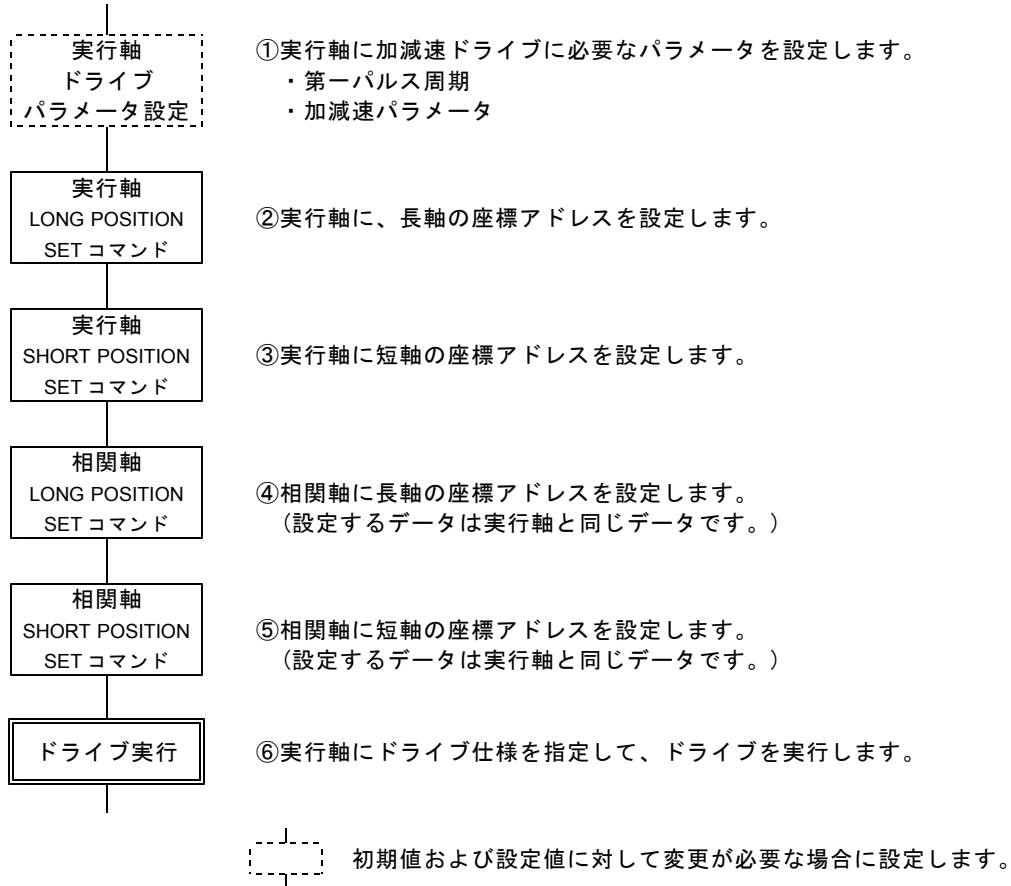 実行軸
ドライブ
パラメータ設定
①実行軸に加減速ドライブに必要なパラメータを設定します。
・第一パルス周期
・加減速パラメータ
実行軸
LONG POSITION
SET コマンド
②実行軸に、長軸の座標アドレスを設定します。
実行軸
SHORT POSITION
SET コマンド
③実行軸に短軸の座標アドレスを設定します。
相関軸
LONG POSITION
SET コマンド
④相関軸に長軸の座標アドレスを設定します。
（設定するデータは実行軸と同じデータです。）
相関軸
SHORT POSITION
SET コマンド
⑤相関軸に短軸の座標アドレスを設定します。
（設定するデータは実行軸と同じデータです。）
ドライブ実行
⑥実行軸にドライブ仕様を指定して、ドライブを実行します。
初期値および設定値に対して変更が必要な場合に設定します。